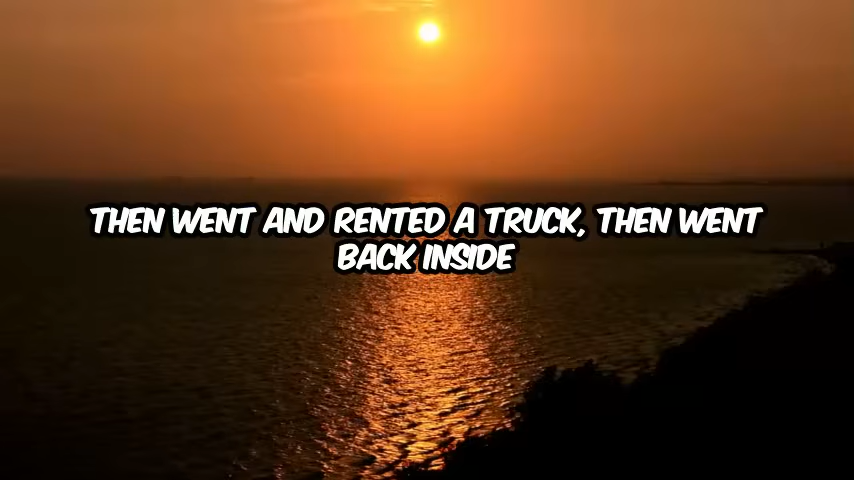 THEN WENT AND RENTED A TRUCK, THEN WENT
BACK INSIDE